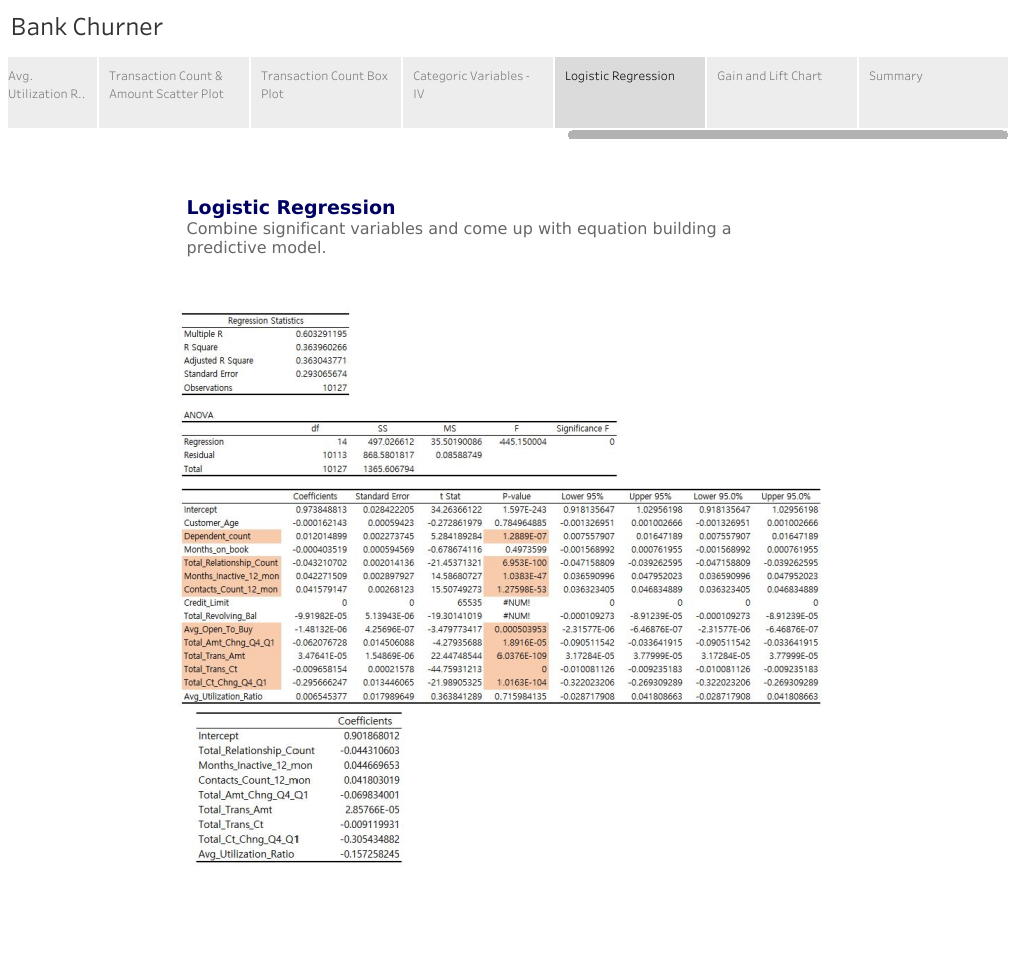 Bank Churner
Avg.
Utilization R..
Transaction Count &
Amount Scatter Plot
Transaction Count Box
Plot
Categoric Variables -
IV
Logistic Regression
Gain and Lift Chart
Summary
Logistic Regression
Combine significant variables and come up with equation building a
predictive model.
Regression Statistics
Multiple R 0.603291195
R Square 0.363960266
Adjusted R Square 0.363043771
Standard Error 0.293065674
Observations 10127
ANOVA
df SS MS F Significance F
Regression 14 497.026612 35.50190086 445.150004 0
Residual 10113 868.5801817 0.08588749
Total 10127 1365.606794
Coefficients Standard Error t Stat P-value Lower 95% Upper 95% Lower 95.0% Upper 95.0%
Intercept 0.973848813 0.028422205 34.26366122 1.597E-243 0.918135647 1.02956198 0.918135647 1.02956198
Customer_Age -0.000162143 0.00059423 -0.272861979 0.784964885 -0.001326951 0.001002666 -0.001326951 0.001002666
Dependent_count 0.012014899 0.002273745 5.284189284 1.2889E-07 0.007557907 0.01647189 0.007557907 0.01647189
Months_on_book -0.000403519 0.000594569 -0.678674116 0.4973599 -0.001568992 0.000761955 -0.001568992 0.000761955
Total_Relationship_Count -0.043210702 0.002014136 -21.45371321 6.953E-100 -0.047158809 -0.039262595 -0.047158809 -0.039262595
Months_Inactive_12_mon 0.042271509 0.002897927 14.58680727 1.0383E-47 0.036590996 0.047952023 0.036590996 0.047952023
Contacts_Count_12_mon 0.041579147 0.00268123 15.50749273 1.27598E-53 0.036323405 0.046834889 0.036323405 0.046834889
Credit_Limit 0 0 65535 #NUM! 0 0 0 0
Total_Revolving_Bal -9.91982E-05 5.13943E-06 -19.30141019 #NUM! -0.000109273 -8.91239E-05 -0.000109273 -8.91239E-05
Avg_Open_To_Buy -1.48132E-06 4.25696E-07 -3.479773417 0.000503953 -2.31577E-06 -6.46876E-07 -2.31577E-06 -6.46876E-07
Total_Amt_Chng_Q4_Q1 -0.062076728 0.014506088 -4.27935688 1.8916E-05 -0.090511542 -0.033641915 -0.090511542 -0.033641915
Total_Trans_Amt 3.47641E-05 1.54869E-06 22.44748544 6.0376E-109 3.17284E-05 3.77999E-05 3.17284E-05 3.77999E-05
Total_Trans_Ct -0.009658154 0.00021578 -44.75931213 0 -0.010081126 -0.009235183 -0.010081126 -0.009235183
Total_Ct_Chng_Q4_Q1 -0.295666247 0.013446065 -21.98905325 1.0163E-104 -0.322023206 -0.269309289 -0.322023206 -0.269309289
Avg_Utilization_Ratio 0.006545377 0.017989649 0.363841289 0.715984135 -0.028717908 0.041808663 -0.028717908 0.041808663
Coefficients
Intercept 0.901868012
Total_Relationship_Count -0.044310603
Months_Inactive_12_mon 0.044669653
Contacts_Count_12_mon 0.041803019
Total_Amt_Chng_Q4_Q1 -0.069834001
Total_Trans_Amt 2.85766E-05
Total_Trans_Ct -0.009119931
Total_Ct_Chng_Q4_Q1 -0.305434882
Avg_Utilization_Ratio -0.157258245